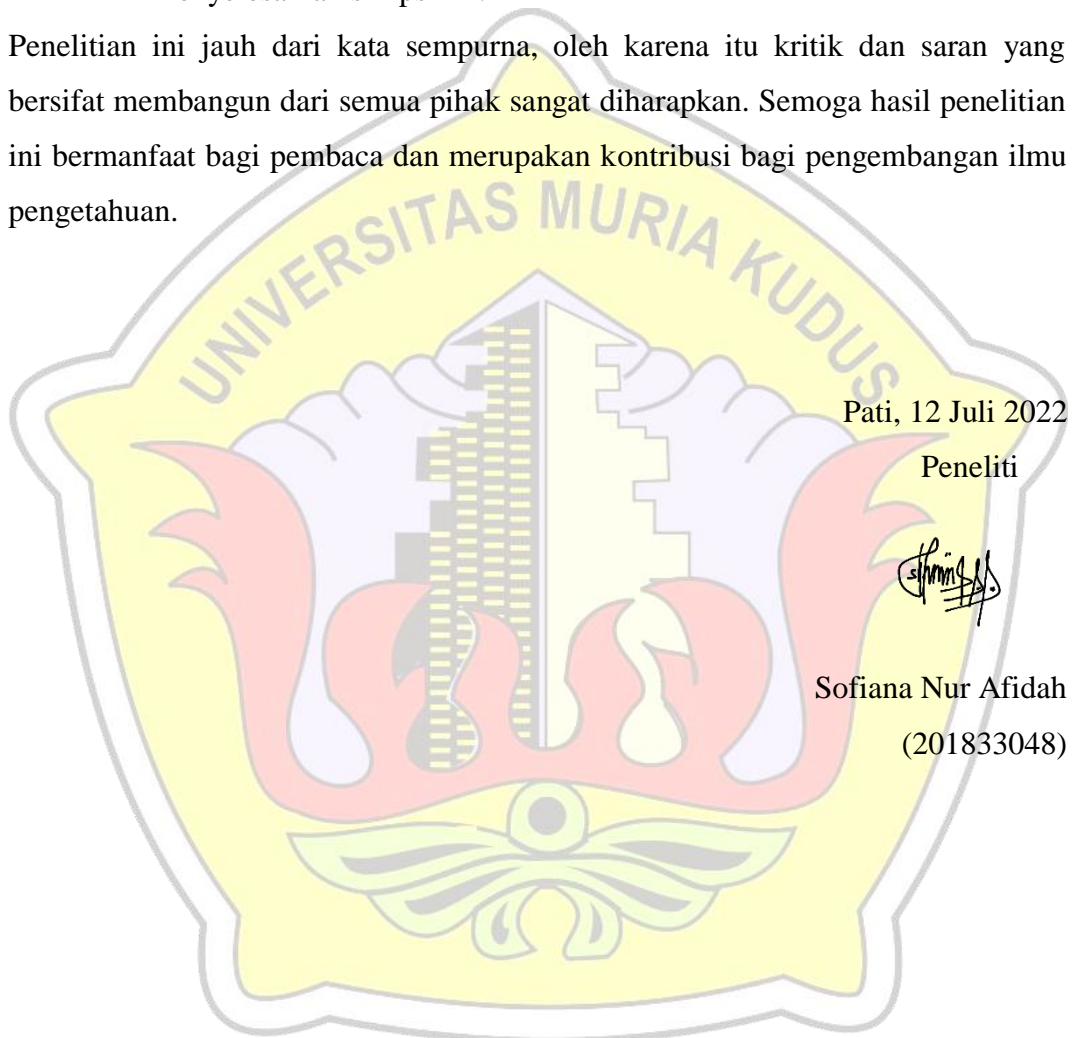 Penelitian ini jauh dari kata sempurna, oleh karena itu kritik dan saran yang
bersifat membangun dari semua pihak sangat diharapkan. Semoga hasil penelitian
ini bermanfaat bagi pembaca dan merupakan kontribusi bagi pengembangan ilmu
pengetahuan.
UNIVERSITAS MURIA KUDUS
Pati, 12 Juli 2022
Peneliti
Sofiana Nur Afidah
(201833048)